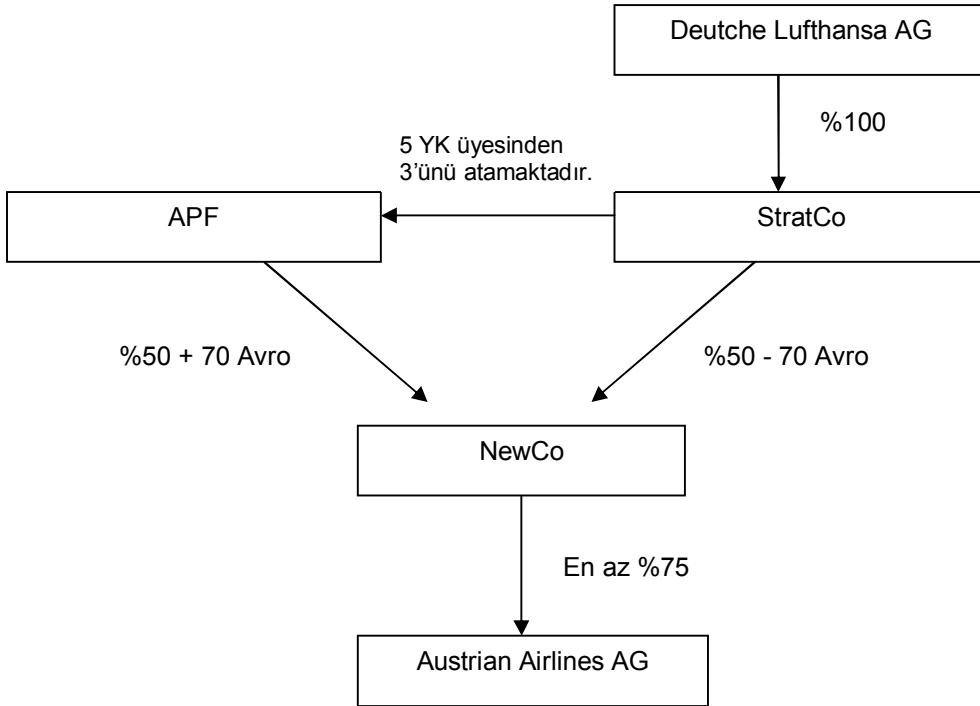 Deutche Lufthansa AG
%100
5 YK üyesinden
3’ünü atamaktadır.
APF
StratCo
%50 + 70 Avro
%50 - 70 Avro
NewCo
En az %75
Austrian Airlines AG